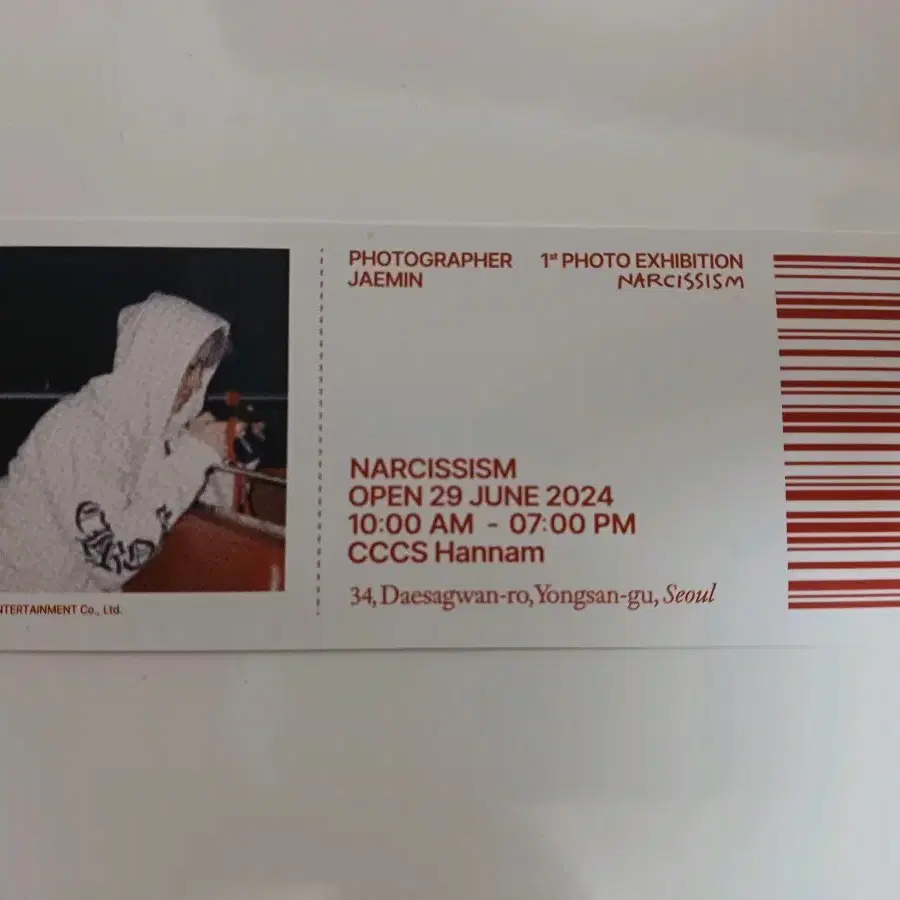 PHOTOGRAPHER
JAEMIN
1st PHOTO EXHIBITION
NARCISSISM
NARCISSISM
OPEN 29 JUNE 2024
10:00 AM - 07:00 PM
CCCS Hannam
34, Daesagwan-ro, Yongsan-gu, Seoul
Co., Ltd.